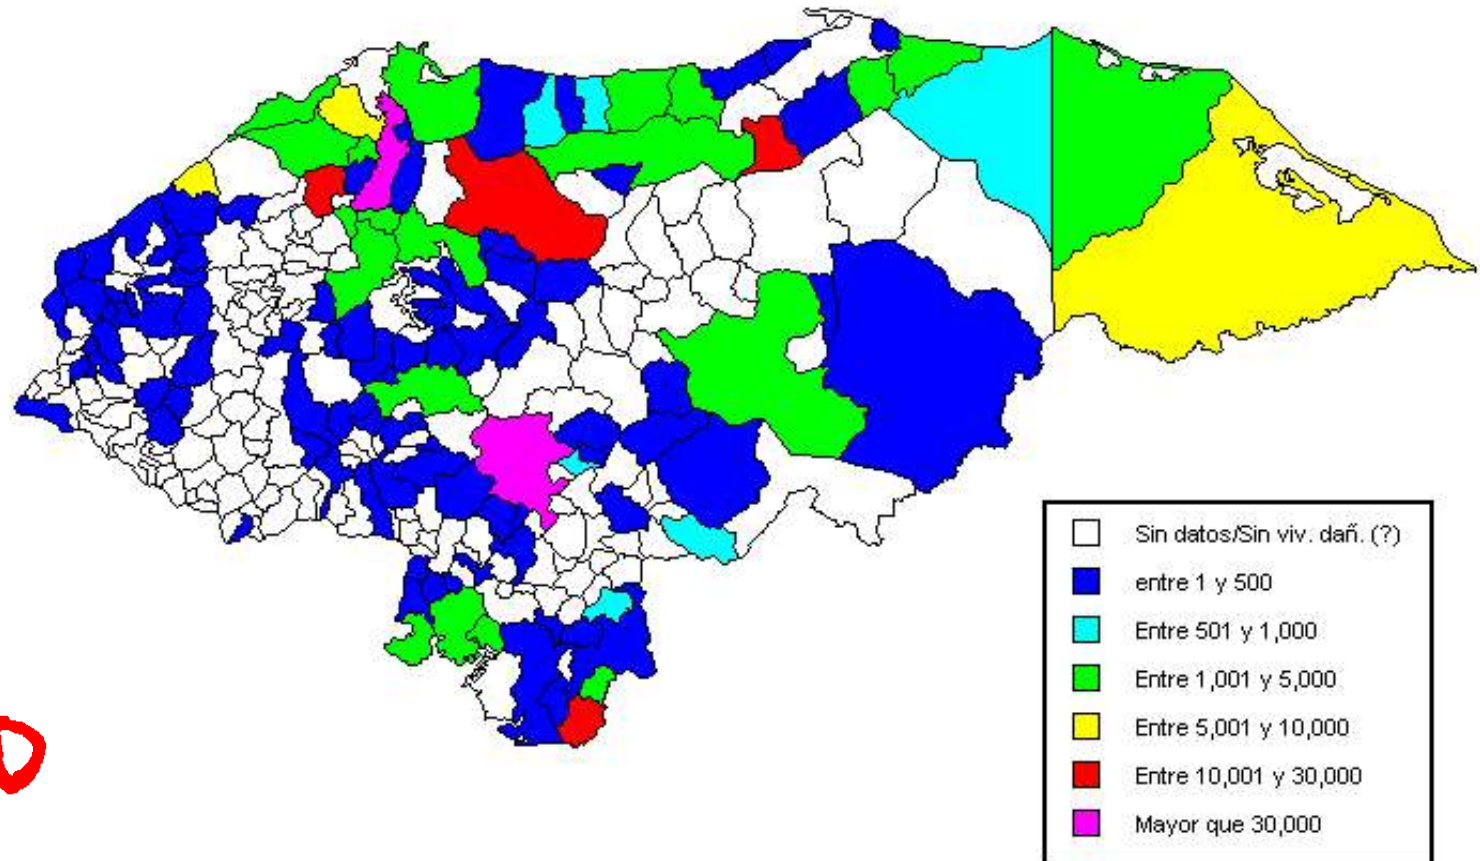 Sin datos/Sin viv. dañ. (?)
entre 1 y 500
Entre 501 y 1,000
Entre 1,001 y 5,000
Entre 5,001 y 10,000
Entre 10,001 y 30,000
Mayor que 30,000